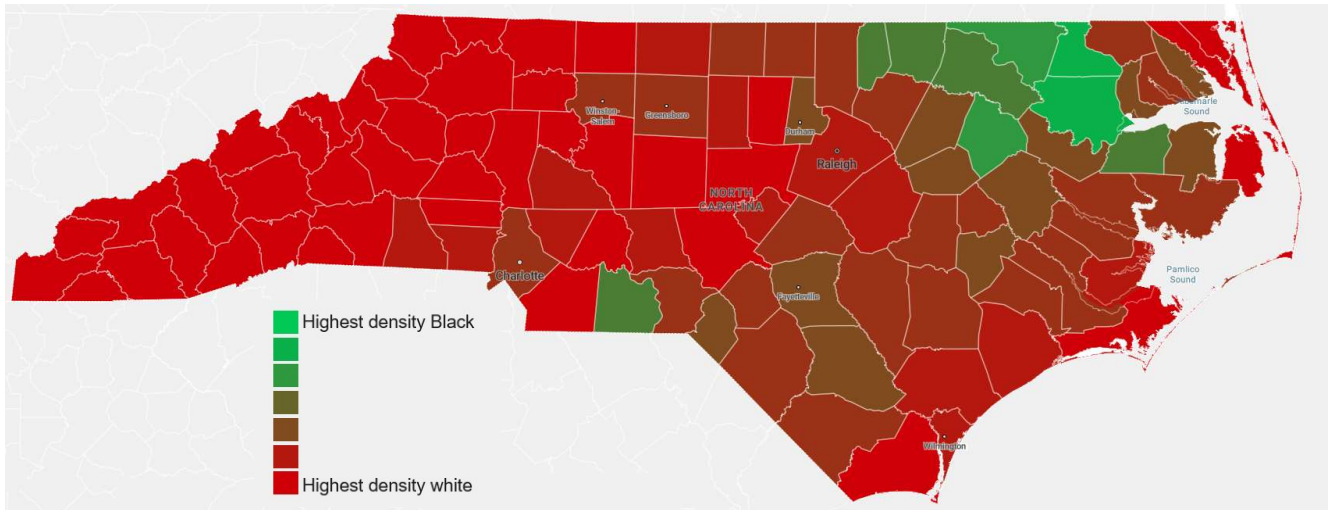 Winston-
Salem
Greensboro
Durham
Albemarle
Sound
Raleigh
NORTH
CAROLINA
Charlotte
Fayetteville
Pamlico
Sound
Wilmington
Highest density Black
Highest density white